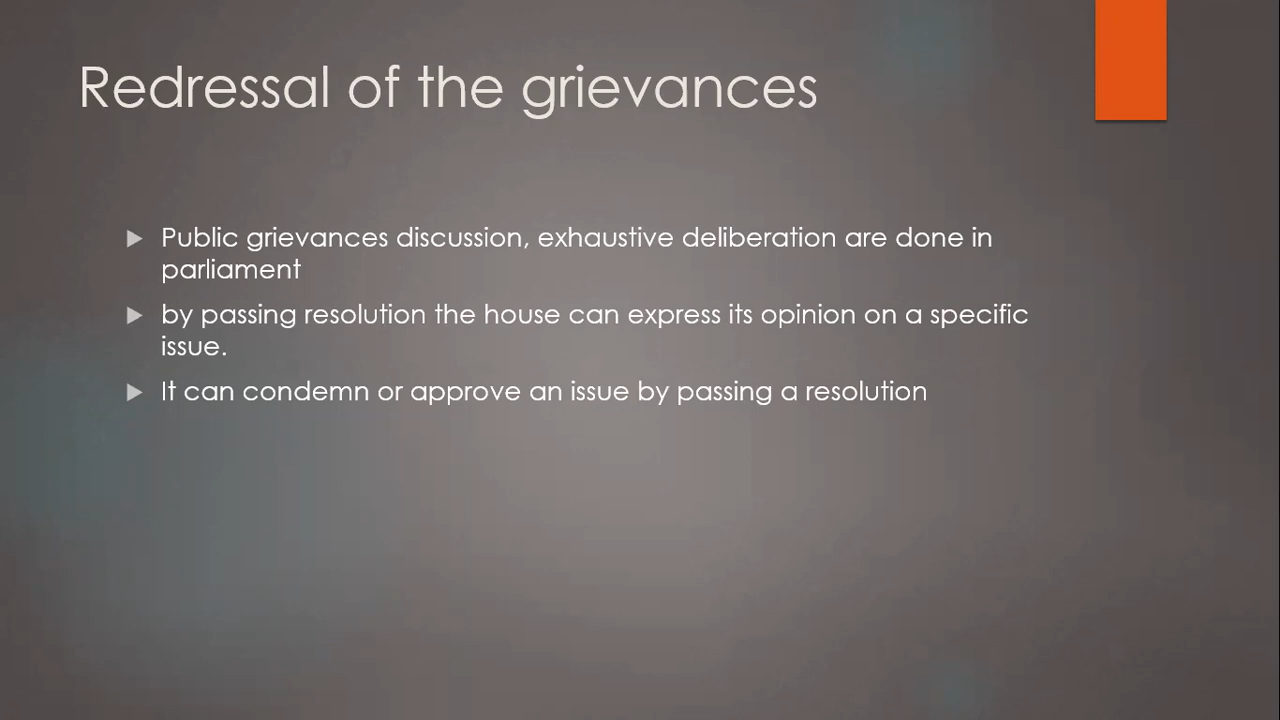 Redressal of the grievances
Public grievances discussion, exhaustive deliberation are done in
parliament
by passing resolution the house can express its opinion on a specific
issue.
It can condemn or approve an issue by passing a resolution